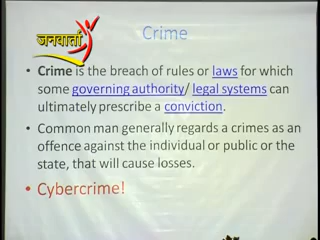 जनवार्ता
Crime
• Crime is the breach of rules or laws for which
some governing authority/ legal systems can
ultimately prescribe a conviction.
• Common man generally regards a crimes as an
offence against the individual or public or the
state, that will cause losses.
• Cybercrime!